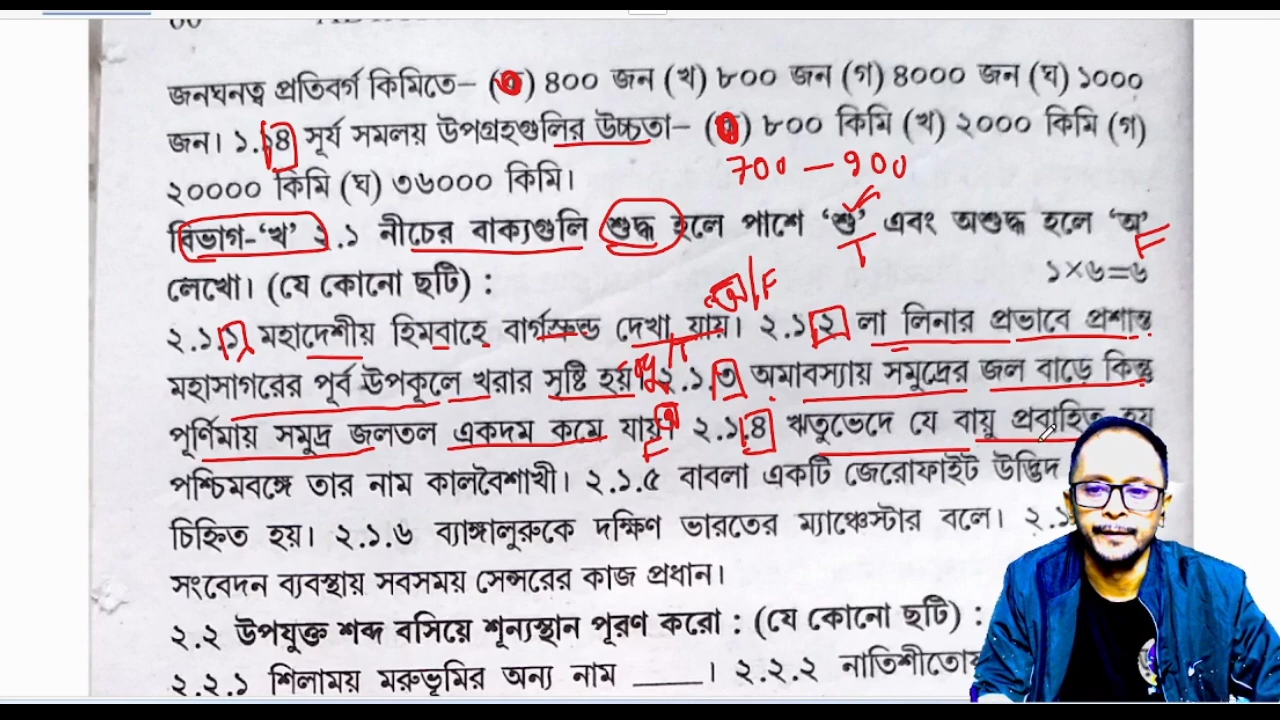 জনঘনত্ব প্রতিবর্গ কিমিতে– ( ) ৪০০ জন (খ) ৮০০ জন (গ) ৪০০০ জন (ঘ) ১০০০
জন। ১.১৪ সূর্য সমলয় উপগ্রহগুলির উচ্চতা– ( ) ৮০০ কিমি (খ) ২০০০ কিমি (গ)
700 – 900
২০০০০ কিমি (ঘ) ৩৬০০০ কিমি।
বিভাগ-‘খ’ ২.১ নীচের বাক্যগুলি শুদ্ধ হলে পাশে ‘শু’ এবং অশুদ্ধ হলে ‘অ’
T F
লেখো। (যে কোনো ছটি) : ১×৬=৬
অ/F
২.১.১ মহাদেশীয় হিমবাহে বার্গস্রুন্ড দেখা যায়। ২.১.২ লা লিনার প্রভাবে প্রশান্ত
শু/T
মহাসাগরের পূর্ব উপকূলে খরার সৃষ্টি হয়। ২.১.৩ অমাবস্যায় সমুদ্রের জল বাড়ে কিন্তু
অ
পূর্ণিমায় সমুদ্র জলতল একদম কমে যায়। ২.১.৪ ঋতুভেদে যে বায়ু প্রবাহিত হয়
F
পশ্চিমবঙ্গে তার নাম কালবৈশাখী। ২.১.৫ বাবলা একটি জেরোফাইট উদ্ভিদ
চিহ্নিত হয়। ২.১.৬ ব্যাঙ্গালুরুকে দক্ষিণ ভারতের ম্যাঞ্চেস্টার বলে।
সংবেদন ব্যবস্থায় সবসময় সেন্সরের কাজ প্রধান।
২.২ উপযুক্ত শব্দ বসিয়ে শূন্যস্থান পূরণ করো : (যে কোনো ছটি) :
২.২.১ শিলাময় মরুভূমির অন্য নাম _____। ২.২.২